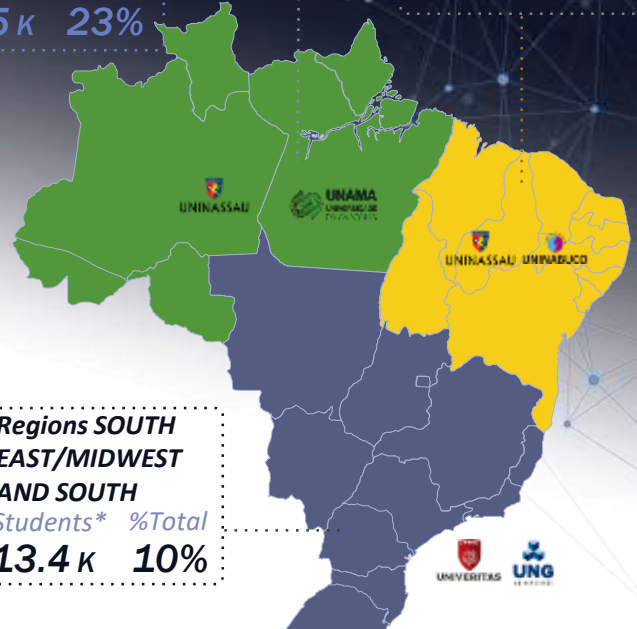 5 K 23%
UNINASSAU
UNAMA
UNINASSAU UNINABUCO
Regions SOUTH
EAST/MIDWEST
AND SOUTH
Students* %Total
13.4 K 10%
UNIVERITAS
UNG